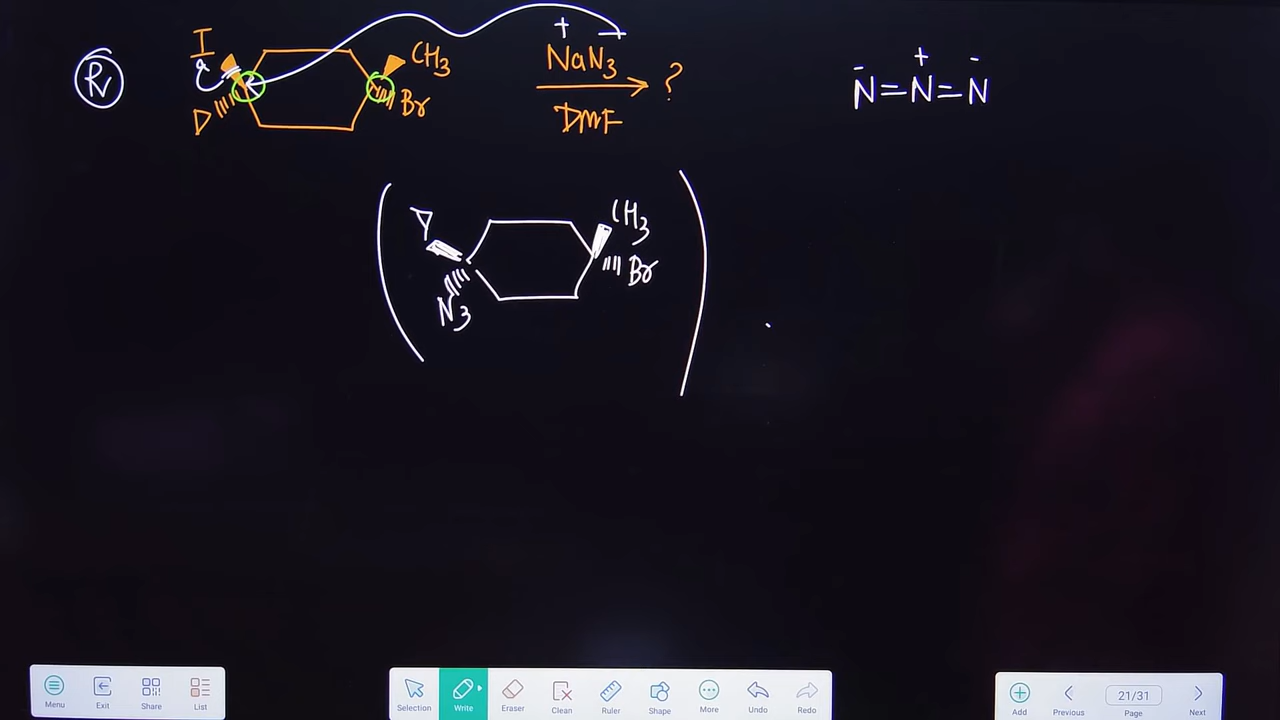 Q
I
CH3
D
Br
+
NaN3
DMF
?
+
- -
N=N=N
D
CH3
N3
Br
Menu
Exit
Share
List
Selection
Write
Eraser
Clean
Ruler
Shape
More
Undo
Redo
Add
Previous
21/31
Page
Next